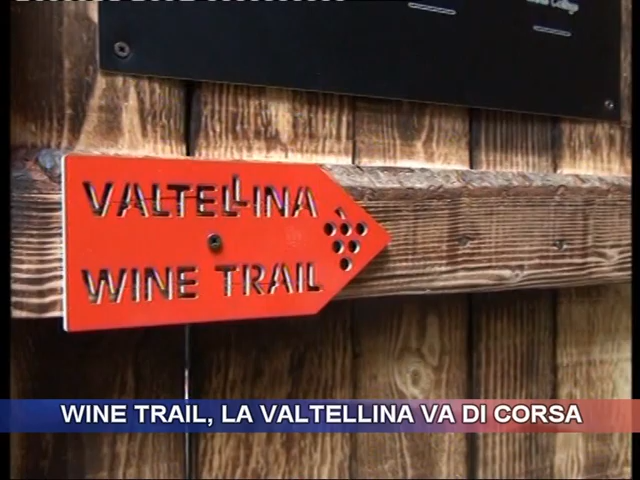 VALTELLINA
WINE TRAIL
WINE TRAIL, LA VALTELLINA VA DI CORSA